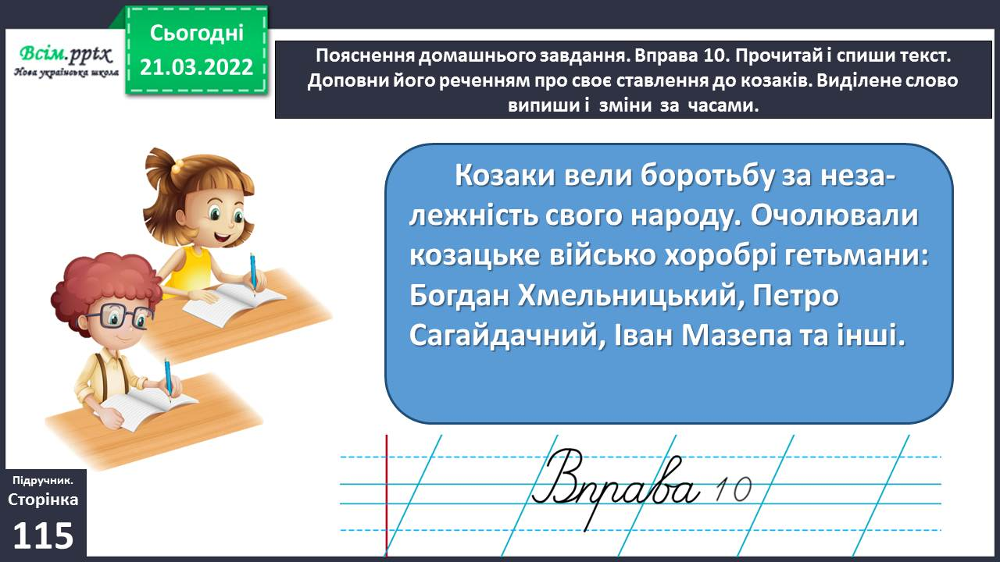 Всім.pptx
Нова українська школа
Сьогодні
21.03.2022
Пояснення домашнього завдання. Вправа 10. Прочитай і спиши текст.
Доповни його реченням про своє ставлення до козаків. Виділене слово
випиши і зміни за часами.
Козаки вели боротьбу за неза-
лежність свого народу. Очолювали
козацьке військо хоробрі гетьмани:
Богдан Хмельницький, Петро
Сагайдачний, Іван Мазепа та інші.
Вправа 10
Підручник.
Сторінка
115